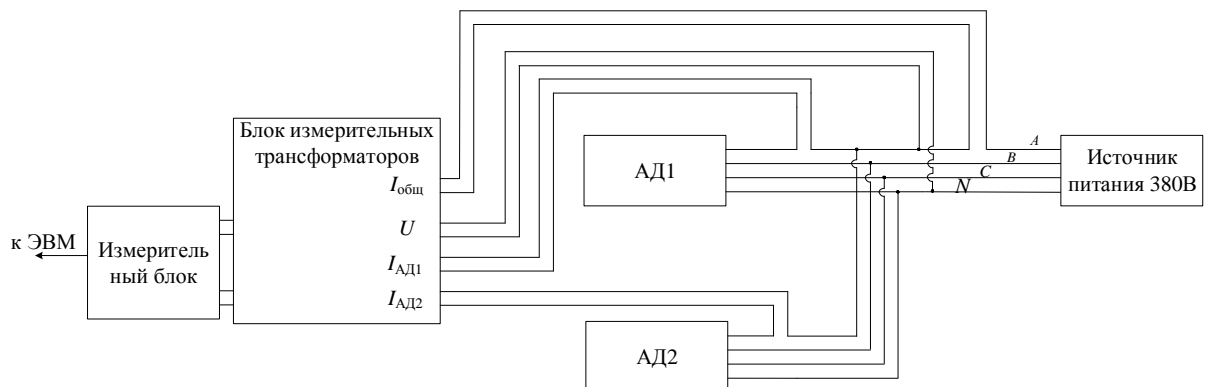 Блок измерительных
трансформаторов
Iобщ
U
IАД1
IАД2
к ЭВМ
Измеритель
ный блок
АД1
АД2
A
B
C
N
Источник
питания 380В